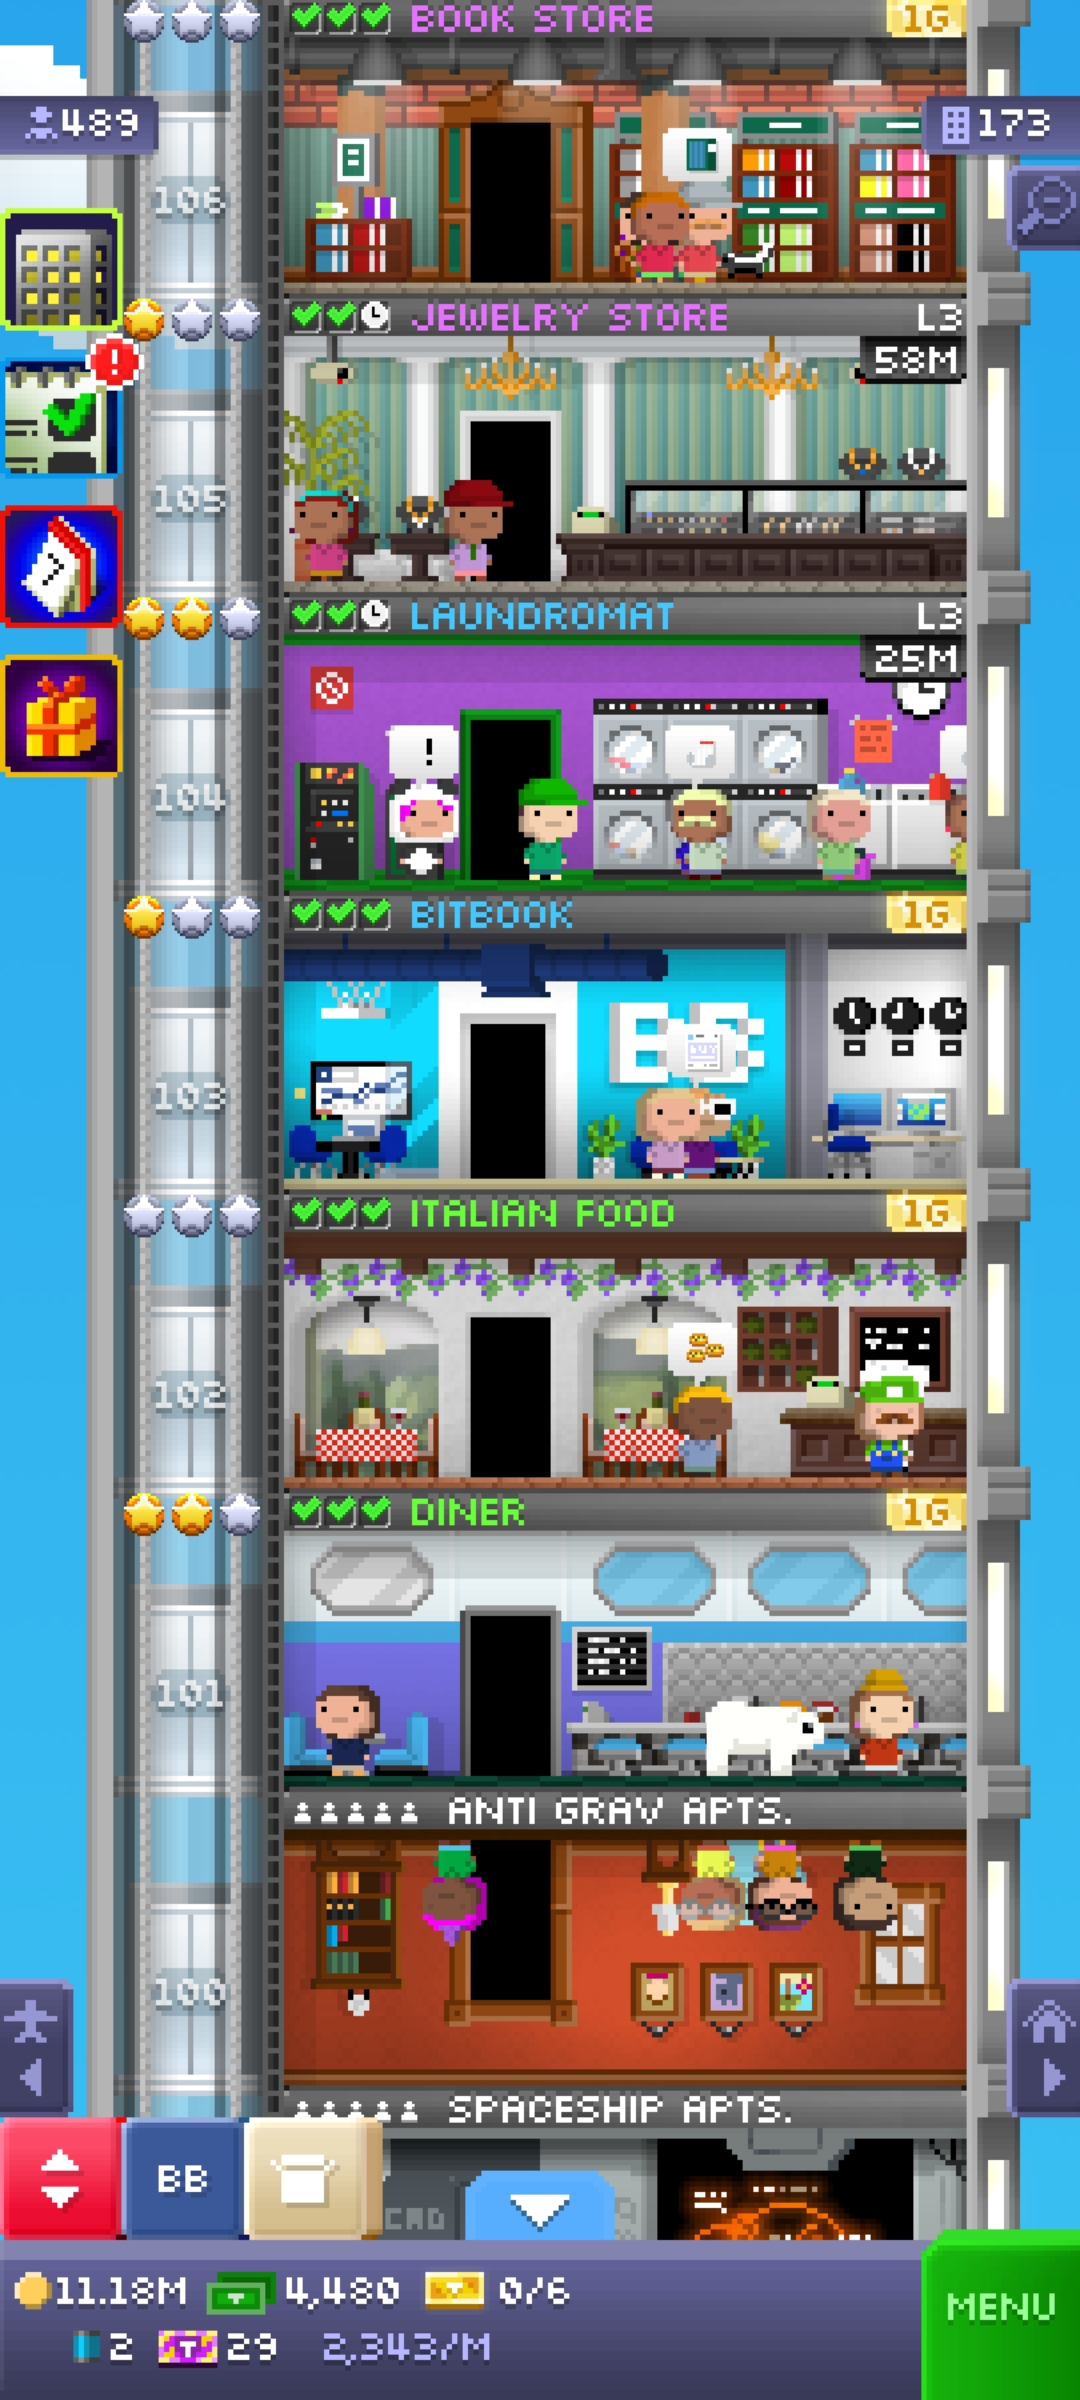 BOOK STORE 1G
489
173
106
JEWELRY STORE L3
58M
!
105
7
LAUNDROMAT L3
25M
!
104
BITBOOK 1G
BUY
103
ITALIAN FOOD 1G
102
DINER 1G
101
ANTI GRAV APTS.
100
SPACESHIP APTS.
BB
11.18M 4,480 0/6
MENU
2 T 29 2,343/M